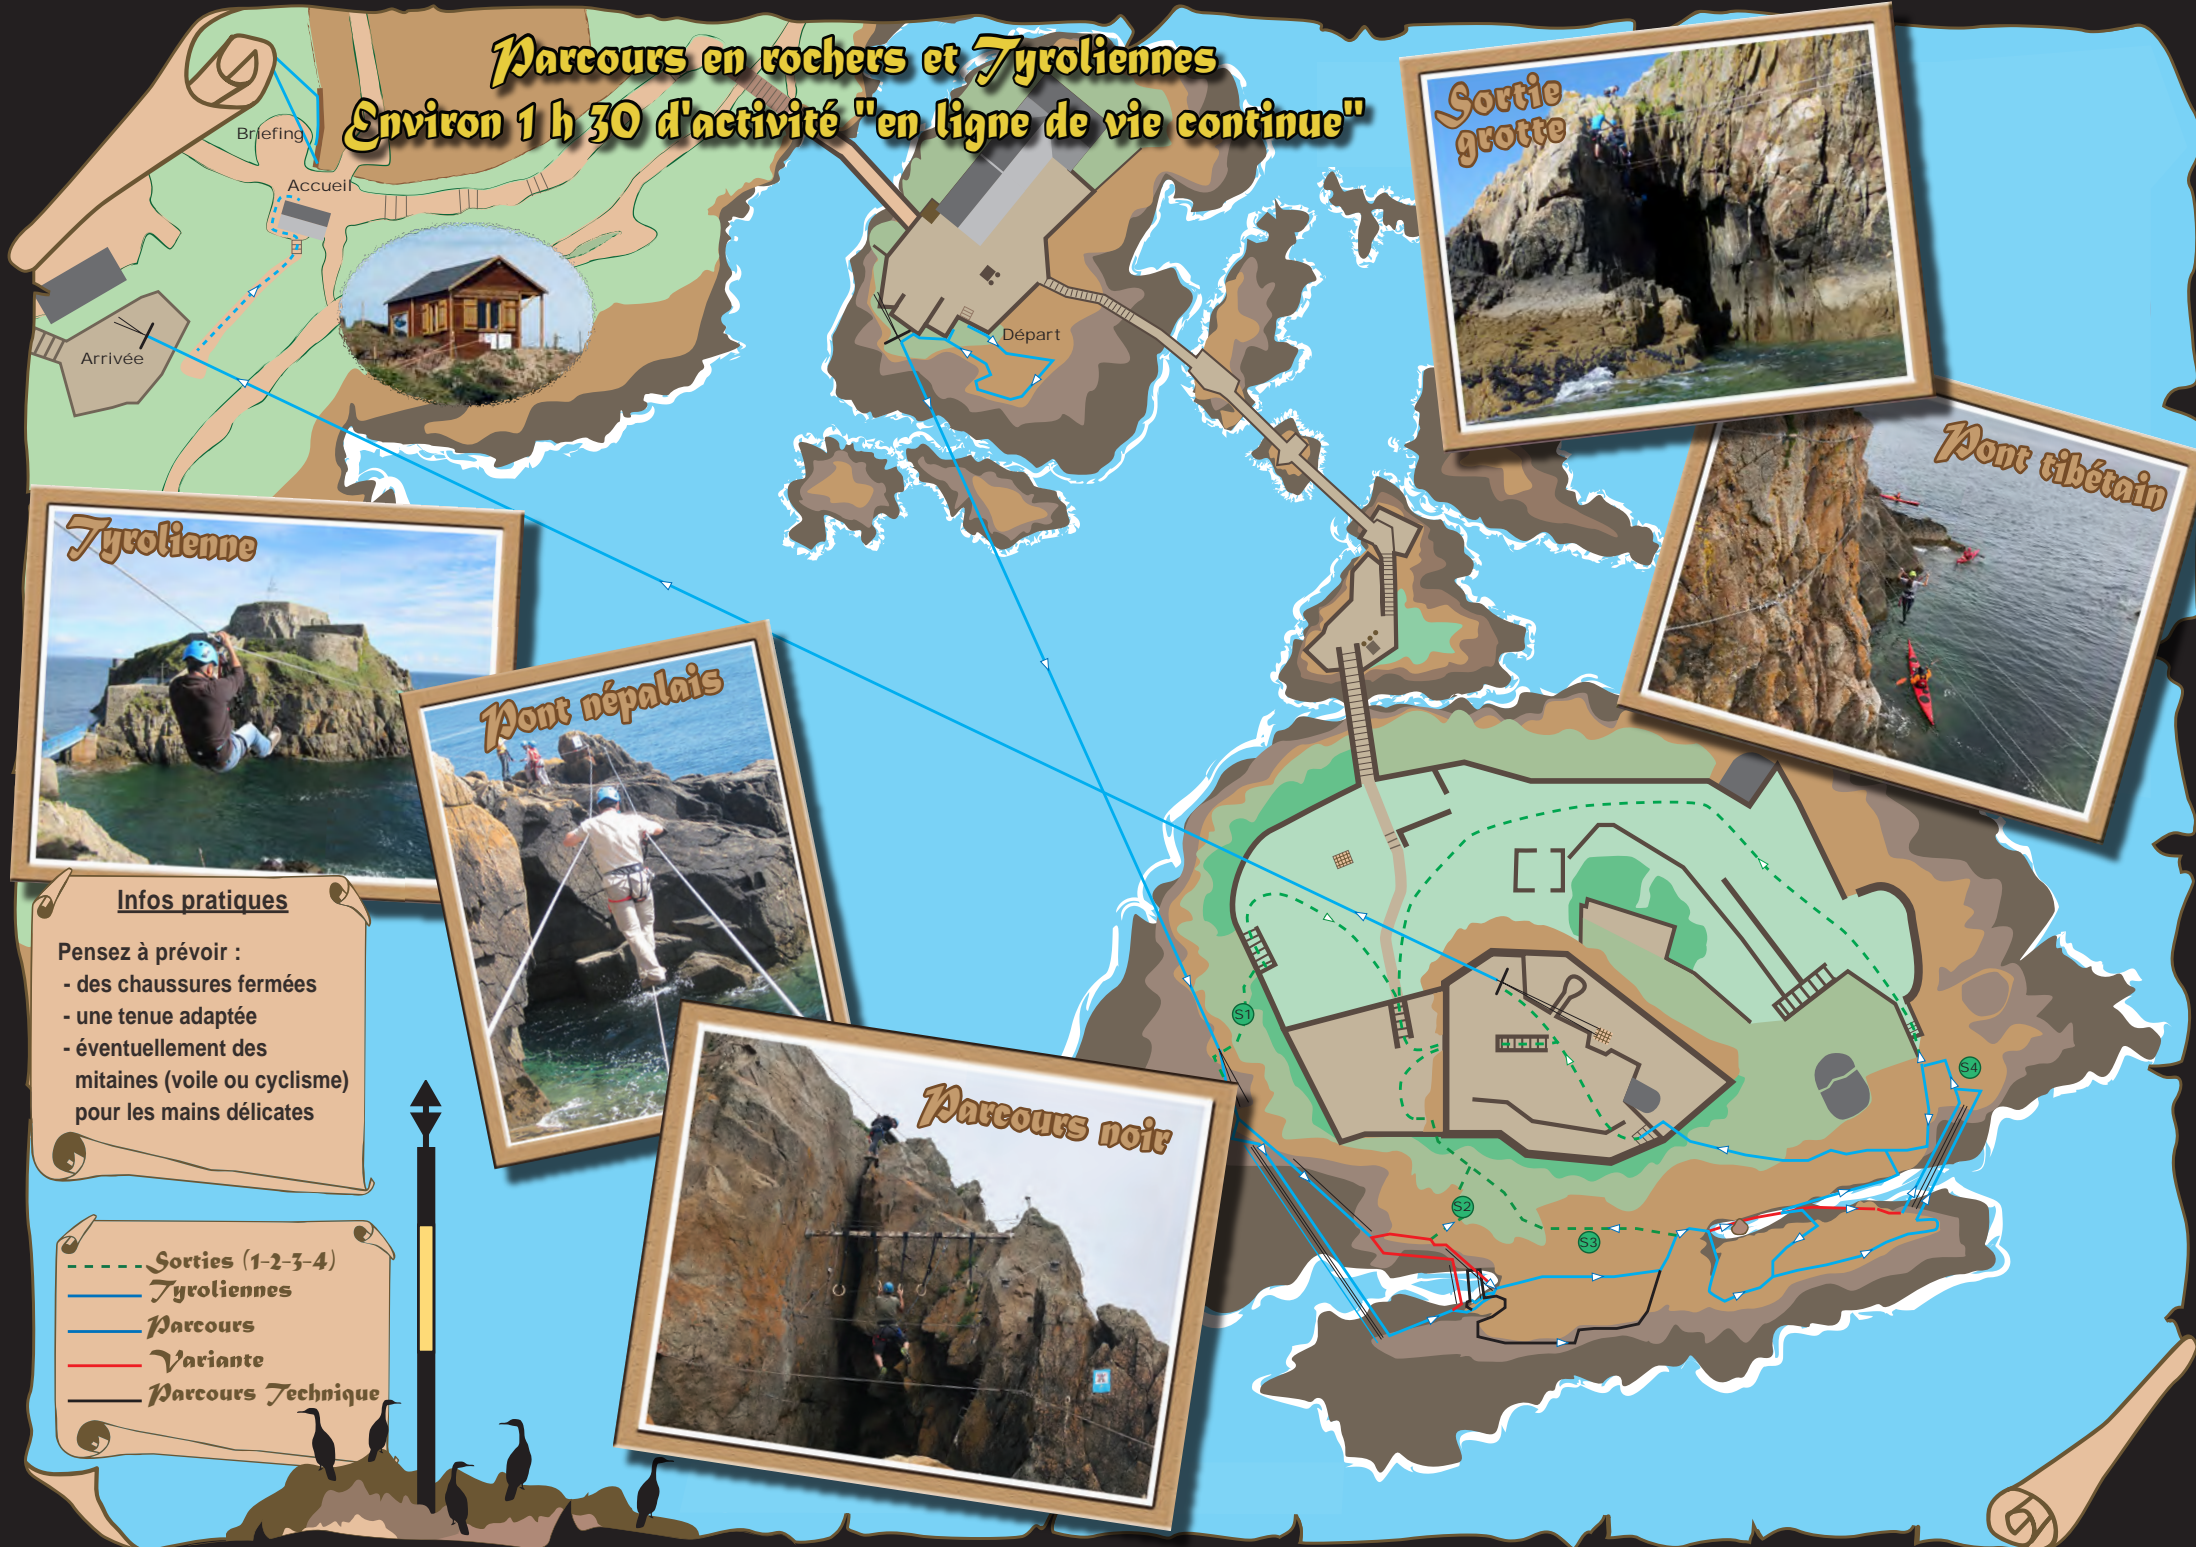 Parcours en rochers et Tyroliennes
Environ 1 h 30 d'activité "en ligne de vie continue"
Briefing
Accueil
Arrivée
Départ
Sortie
grotte
Pont tibétain
Tyrolienne
Pont népalais
Parcours noir
Infos pratiques
Pensez à prévoir :
- des chaussures fermées
- une tenue adaptée
- éventuellement des
mitaines (voile ou cyclisme)
pour les mains délicates
Sorties (1-2-3-4)
Tyroliennes
Parcours
Variante
Parcours Technique
S1
S2
S3
S4